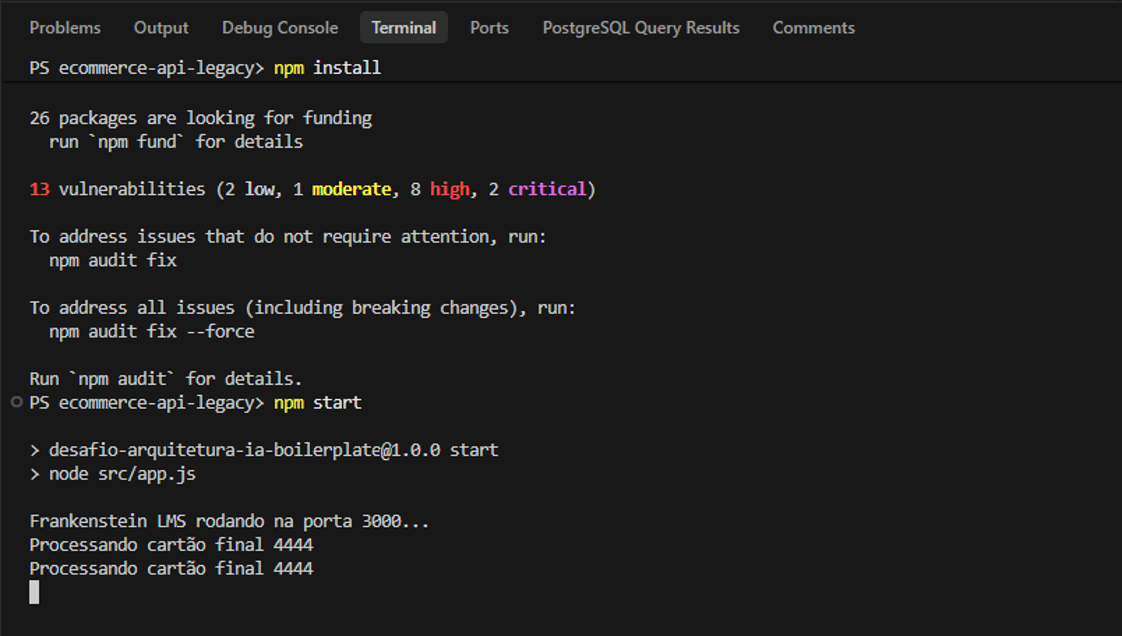 Problems Output Debug Console Terminal Ports PostgreSQL Query Results Comments
PS ecommerce-api-legacy> npm install
26 packages are looking for funding
  run `npm fund` for details
13 vulnerabilities (2 low, 1 moderate, 8 high, 2 critical)
To address issues that do not require attention, run:
  npm audit fix
To address all issues (including breaking changes), run:
  npm audit fix --force
Run `npm audit` for details.
PS ecommerce-api-legacy> npm start
> desafio-arquitetura-ia-boilerplate@1.0.0 start
> node src/app.js
Frankenstein LMS rodando na porta 3000...
Processando cartão final 4444
Processando cartão final 4444